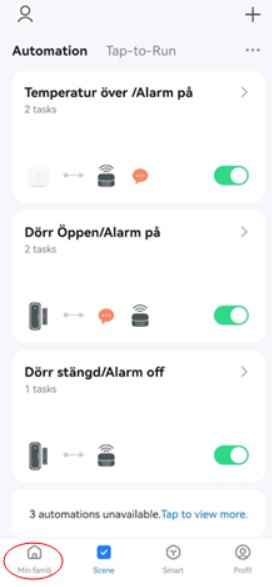 Automation Tap-to-Run
Temperatur över /Alarm på
2 tasks
Dörr Öppen/Alarm på
2 tasks
Dörr stängd/Alarm off
1 tasks
3 automations unavailable.Tap to view more.
Min familj Scene Smart Profil